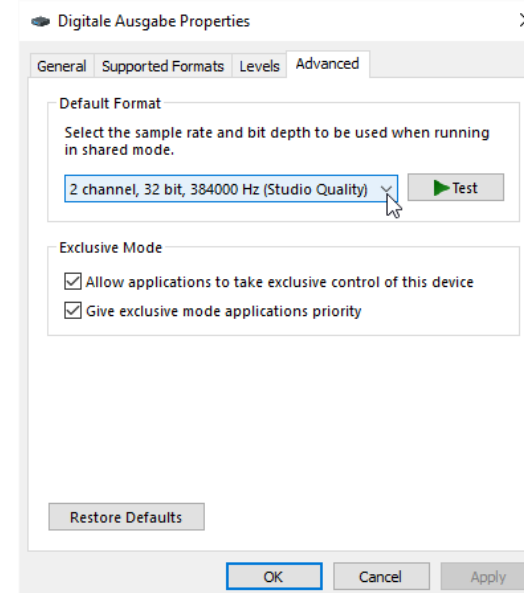 Digitale Ausgabe Properties
General Supported Formats Levels Advanced
Default Format
Select the sample rate and bit depth to be used when running
in shared mode.
2 channel, 32 bit, 384000 Hz (Studio Quality) Test
Exclusive Mode
Allow applications to take exclusive control of this device
Give exclusive mode applications priority
Restore Defaults
OK Cancel Apply